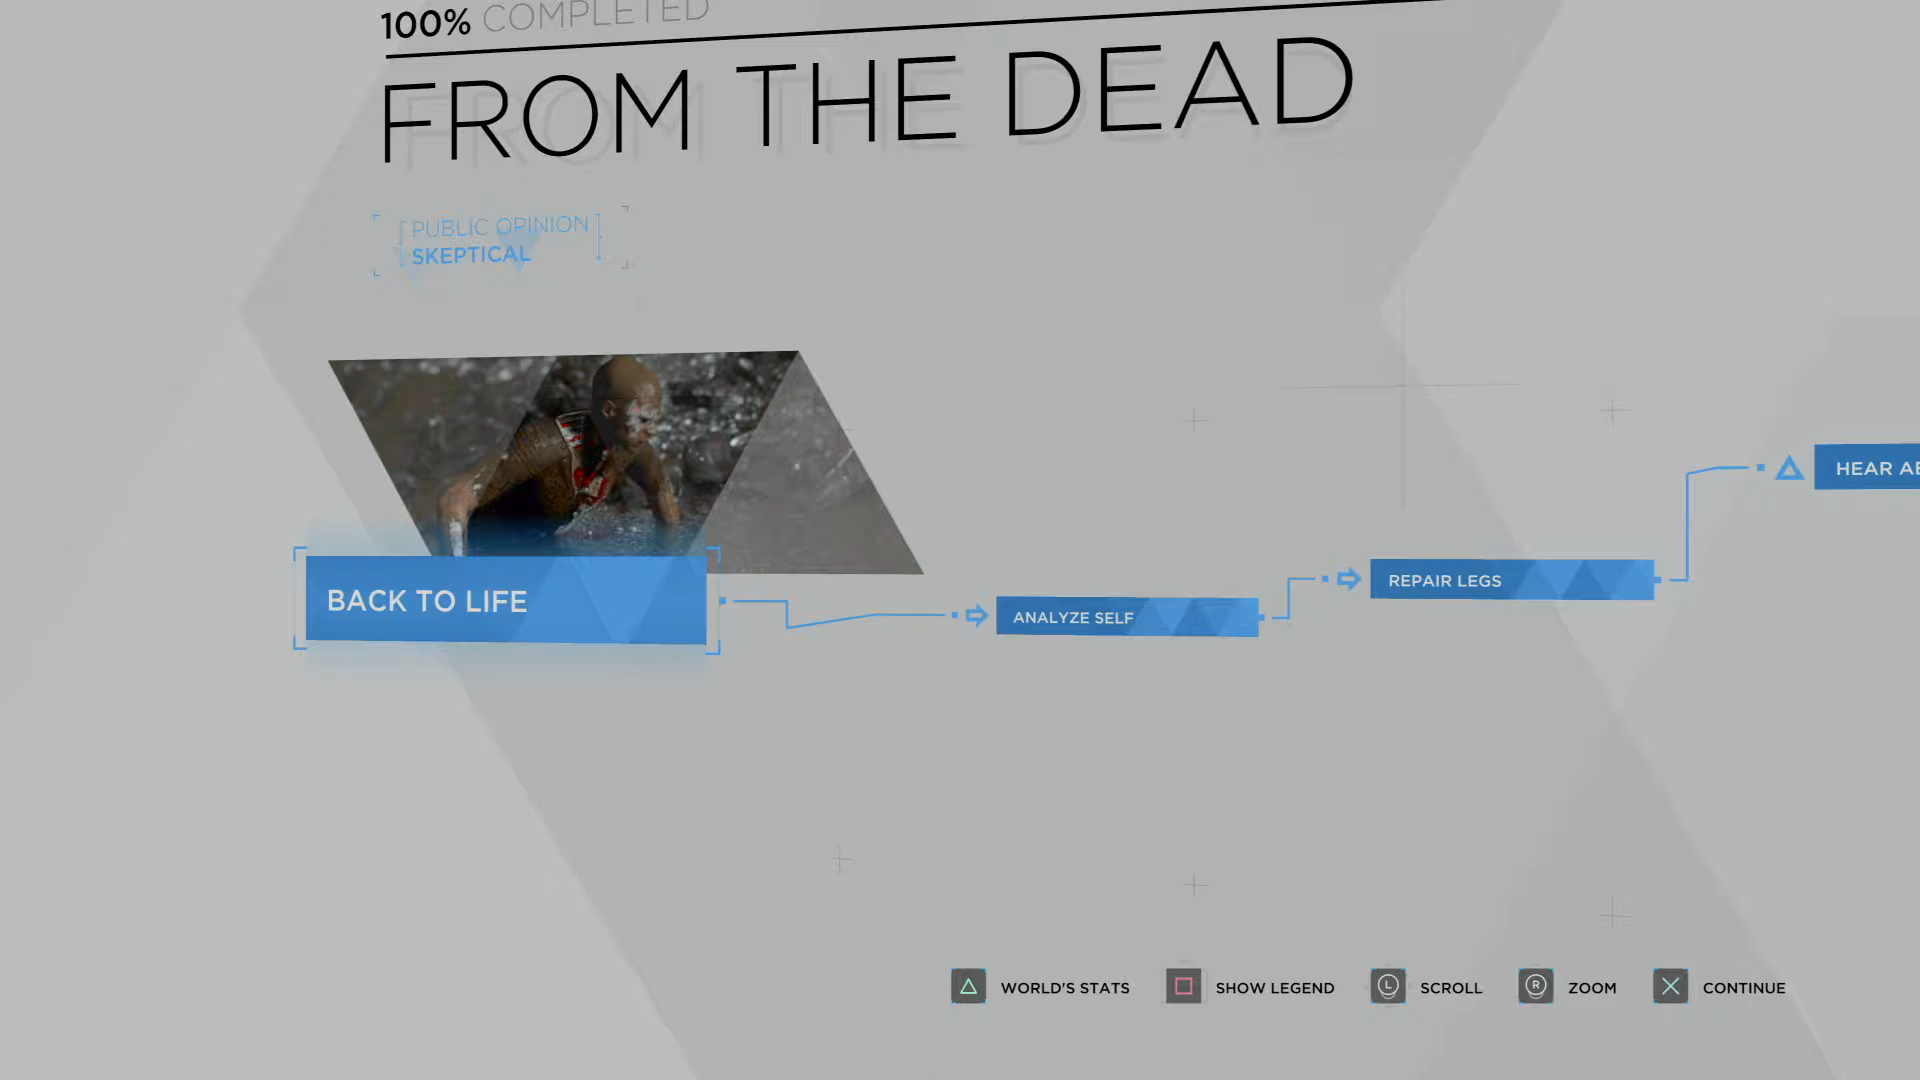 100% COMPLETED
FROM THE DEAD
PUBLIC OPINION
SKEPTICAL
HEAR
REPAIR LEGS
BACK TO LIFE
ANALYZE SELF
WORLD'S STATS
SHOW LEGEND
L
SCROLL
R
ZOOM
CONTINUE